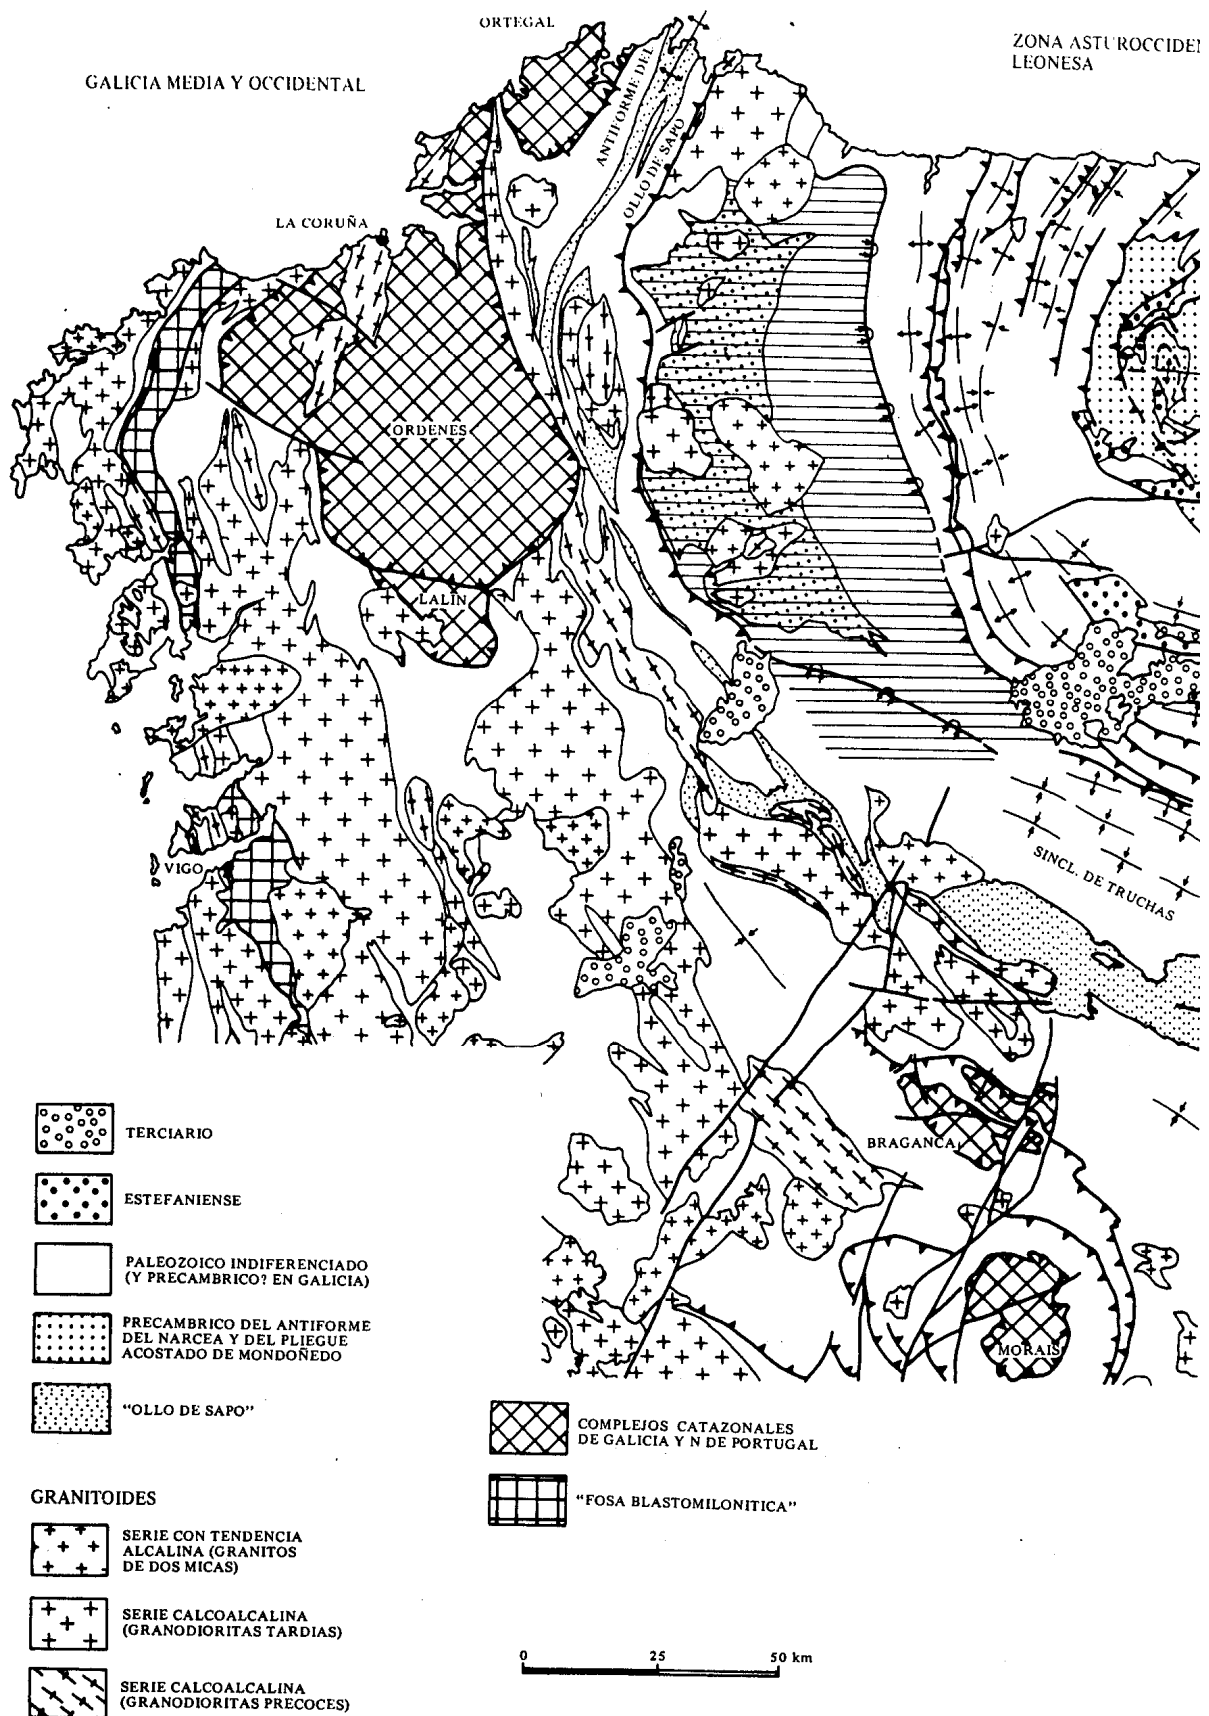 ORTEGAL
GALICIA MEDIA Y OCCIDENTAL
ZONA ASTUROCCIDEN
LEONESA
ANTIFORME DEL
OLLO DE SAPO
LA CORUÑA
ORDENES
LALIN
VIGO
SINCL. DE TRUCHAS
BRAGANCA
MORAIS
TERCIARIO
ESTEFANIENSE
PALEOZOICO INDIFERENCIADO
(Y PRECAMBRICO? EN GALICIA)
PRECAMBRICO DEL ANTIFORME
DEL NARCEA Y DEL PLIEGUE
ACOSTADO DE MONDOÑEDO
"OLLO DE SAPO"
COMPLEJOS CATAZONALES
DE GALICIA Y N DE PORTUGAL
"FOSA BLASTOMILONITICA"
GRANITOIDES
SERIE CON TENDENCIA
ALCALINA (GRANITOS
DE DOS MICAS)
SERIE CALCOALCALINA
(GRANODIORITAS TARDIAS)
SERIE CALCOALCALINA
(GRANODIORITAS PRECOCES)
0 25 50 km